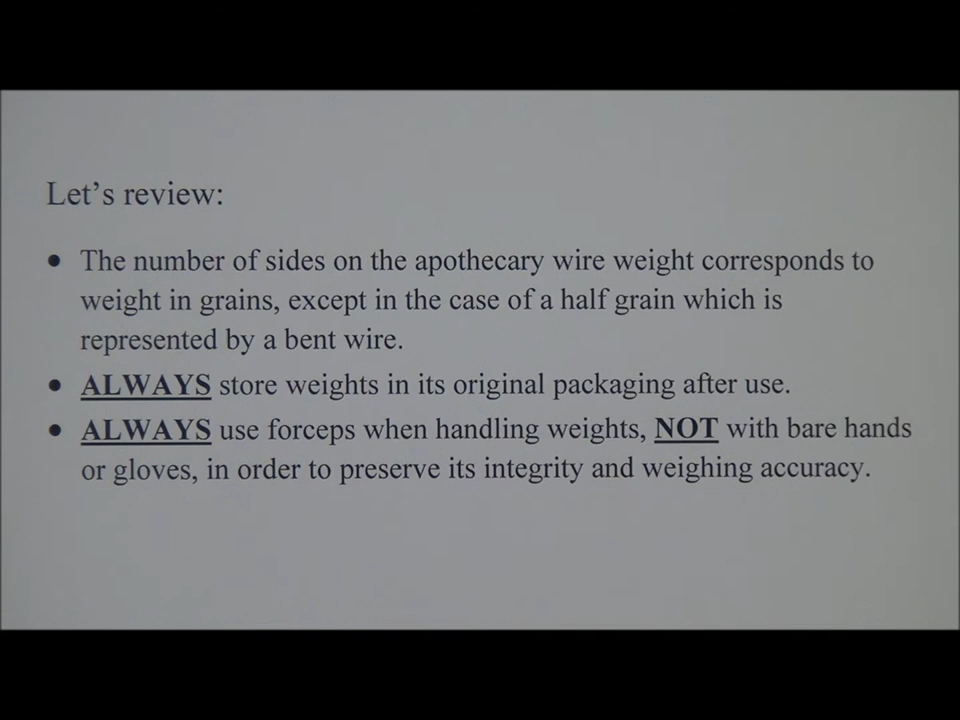 Let's review:
• The number of sides on the apothecary wire weight corresponds to
weight in grains, except in the case of a half grain which is
represented by a bent wire.
• ALWAYS store weights in its original packaging after use.
• ALWAYS use forceps when handling weights, NOT with bare hands
or gloves, in order to preserve its integrity and weighing accuracy.